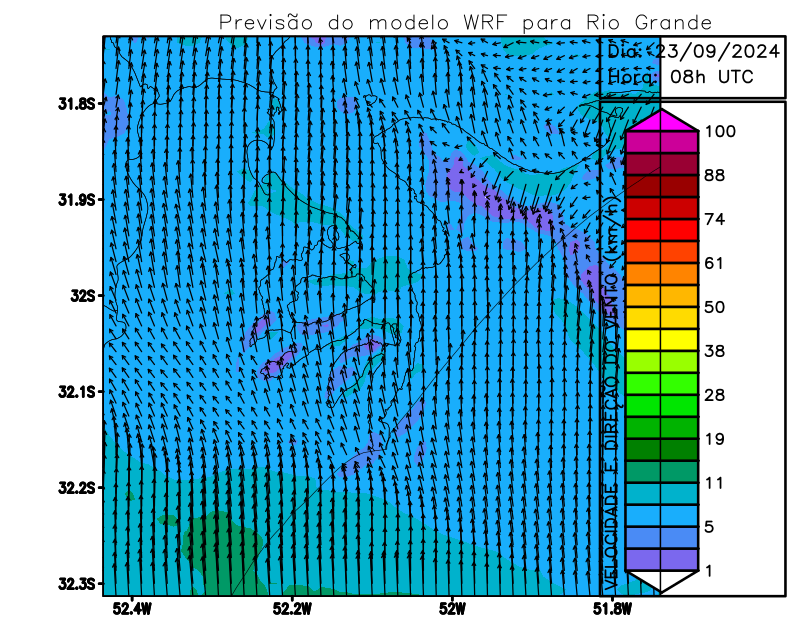 Previsão do modelo WRF para Rio Grande
Dia: 23/09/2024
Hora: 08h UTC
31.8S
31.9S
32S
32.1S
32.2S
32.3S
52.4W
52.2W
52W
51.8W
VELOCIDADE E DIREÇÃO DO VENTO (km/h)
100
88
74
61
50
38
28
19
11
5
1